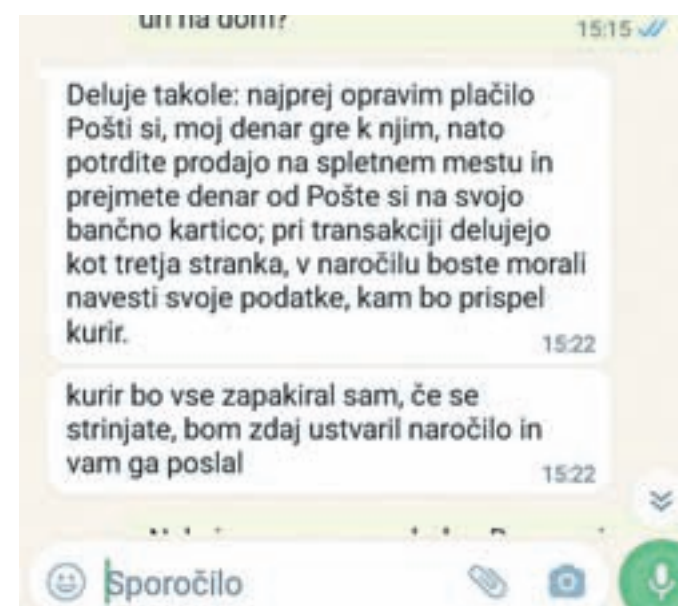 na dom?
15:15
Deluje takole: najprej opravim plačilo
Pošti si, moj denar gre k njim, nato
potrdite prodajo na spletnem mestu in
prejmete denar od Pošte si na svojo
bančno kartico; pri transakciji delujejo
kot tretja stranka, v naročilu boste morali
navesti svoje podatke, kam bo prispel
kurir.
15:22
kurir bo vse zapakiral sam, če se
strinjate, bom zdaj ustvaril naročilo in
vam ga poslal
15:22
Sporočilo